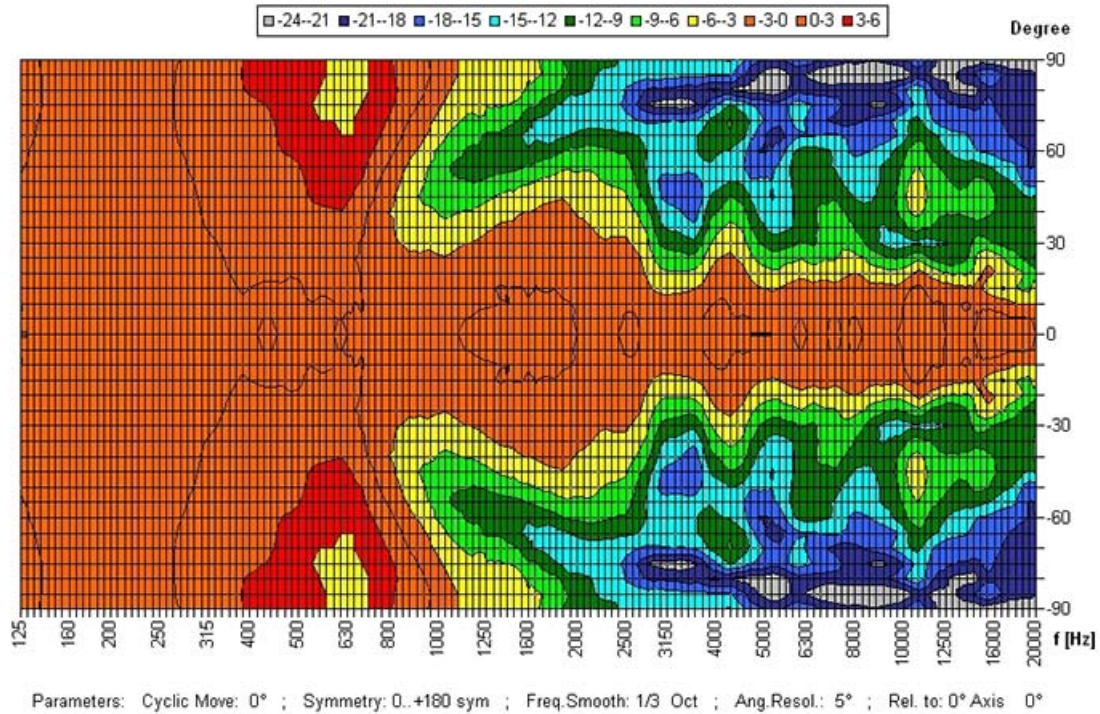 -24--21 -21--18 -18--15 -15--12 -12-9 -9-6 -6--3 -3-0 0-3 3-6
Degree
90
60
30
0
-30
-60
-90
125 160 200 250 315 400 500 630 800 1000 1250 1600 2000 2500 3150 4000 5000 6300 8000 10000 12500 16000 20000
f [Hz]
Parameters: Cyclic Move: 0° ; Symmetry: 0..+180 sym ; Freq.Smooth: 1/3 Oct ; Ang.Resol.: 5° ; Rel. to: 0° Axis 0°